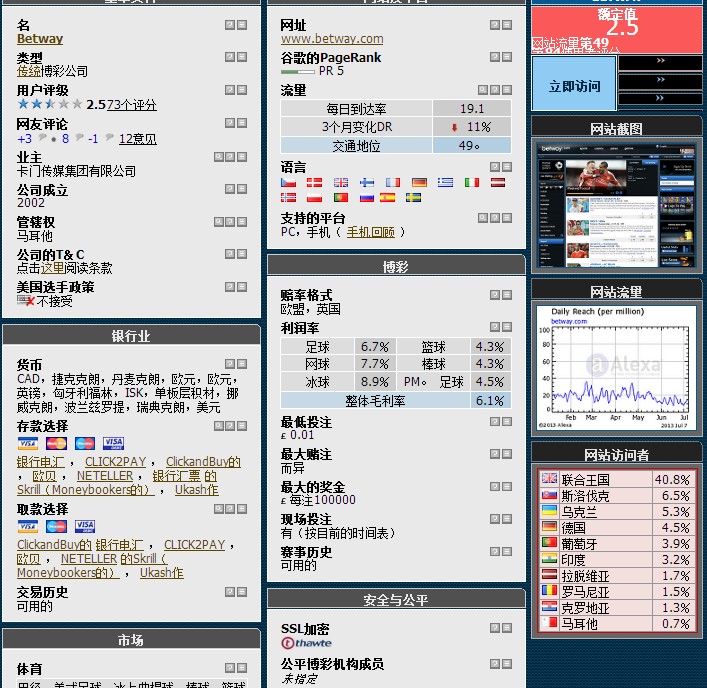 名
Betway
类型
传统博彩公司
用户评级
2.573个评分
网友评论
+3 8 -1 12意见
业主
卡门传媒集团有限公司
公司成立
2002
管辖权
马耳他
公司的T&C
点击这里阅读条款
美国选手政策
不接受
银行业
货币
CAD，捷克克朗，丹麦克朗，欧元，欧元，
英镑，匈牙利福林，ISK，单板层积材，挪
威克朗，波兰兹罗提，瑞典克朗，美元
存款选择
VISA VISA
银行电汇 ， CLICK2PAY ， ClickandBuy的
，欧贝 ， NETELLER ，银行汇票 的
Skrill（Moneybookers的） ， Ukash作
取款选择
VISA VISA
ClickandBuy的 银行电汇 ， CLICK2PAY ，
欧贝 ， NETELLER 的Skrill（
Moneybookers的） ， Ukash作
交易历史
可用的
市场
体育
网址
www.betway.com
谷歌的PageRank
PR 5
流量
每日到达率 19.1
3个月变化DR 11%
交通地位 49。
语言
支持的平台
PC，手机（ 手机回顾 ）
博彩
赔率格式
欧盟，英国
利润率
足球 6.7% 篮球 4.3%
网球 7.7% 棒球 4.3%
冰球 8.9% PM。 足球 4.5%
整体毛利率 6.1%
最低投注
£ 0.01
最大赌注
而异
最大的奖金
£ 每注100000
现场投注
有（按目前的时间表）
赛事历史
可用的
安全与公平
SSL加密
thawte
公平博彩机构成员
未指定
额定值
2.5
网站流量第49
立即访问
网站截图
betway.com
网站流量
Daily Reach (per million)
betway.com
100
80
60
40
20
0
Alexa
Feb Mar Apr May Jun Jul
©2013 Alexa 2013 Jul 7
网站访问者
联合王国 40.8%
斯洛伐克 6.5%
乌克兰 5.3%
德国 4.5%
葡萄牙 3.9%
印度 3.2%
拉脱维亚 1.7%
罗马尼亚 1.5%
克罗地亚 1.3%
马耳他 0.7%